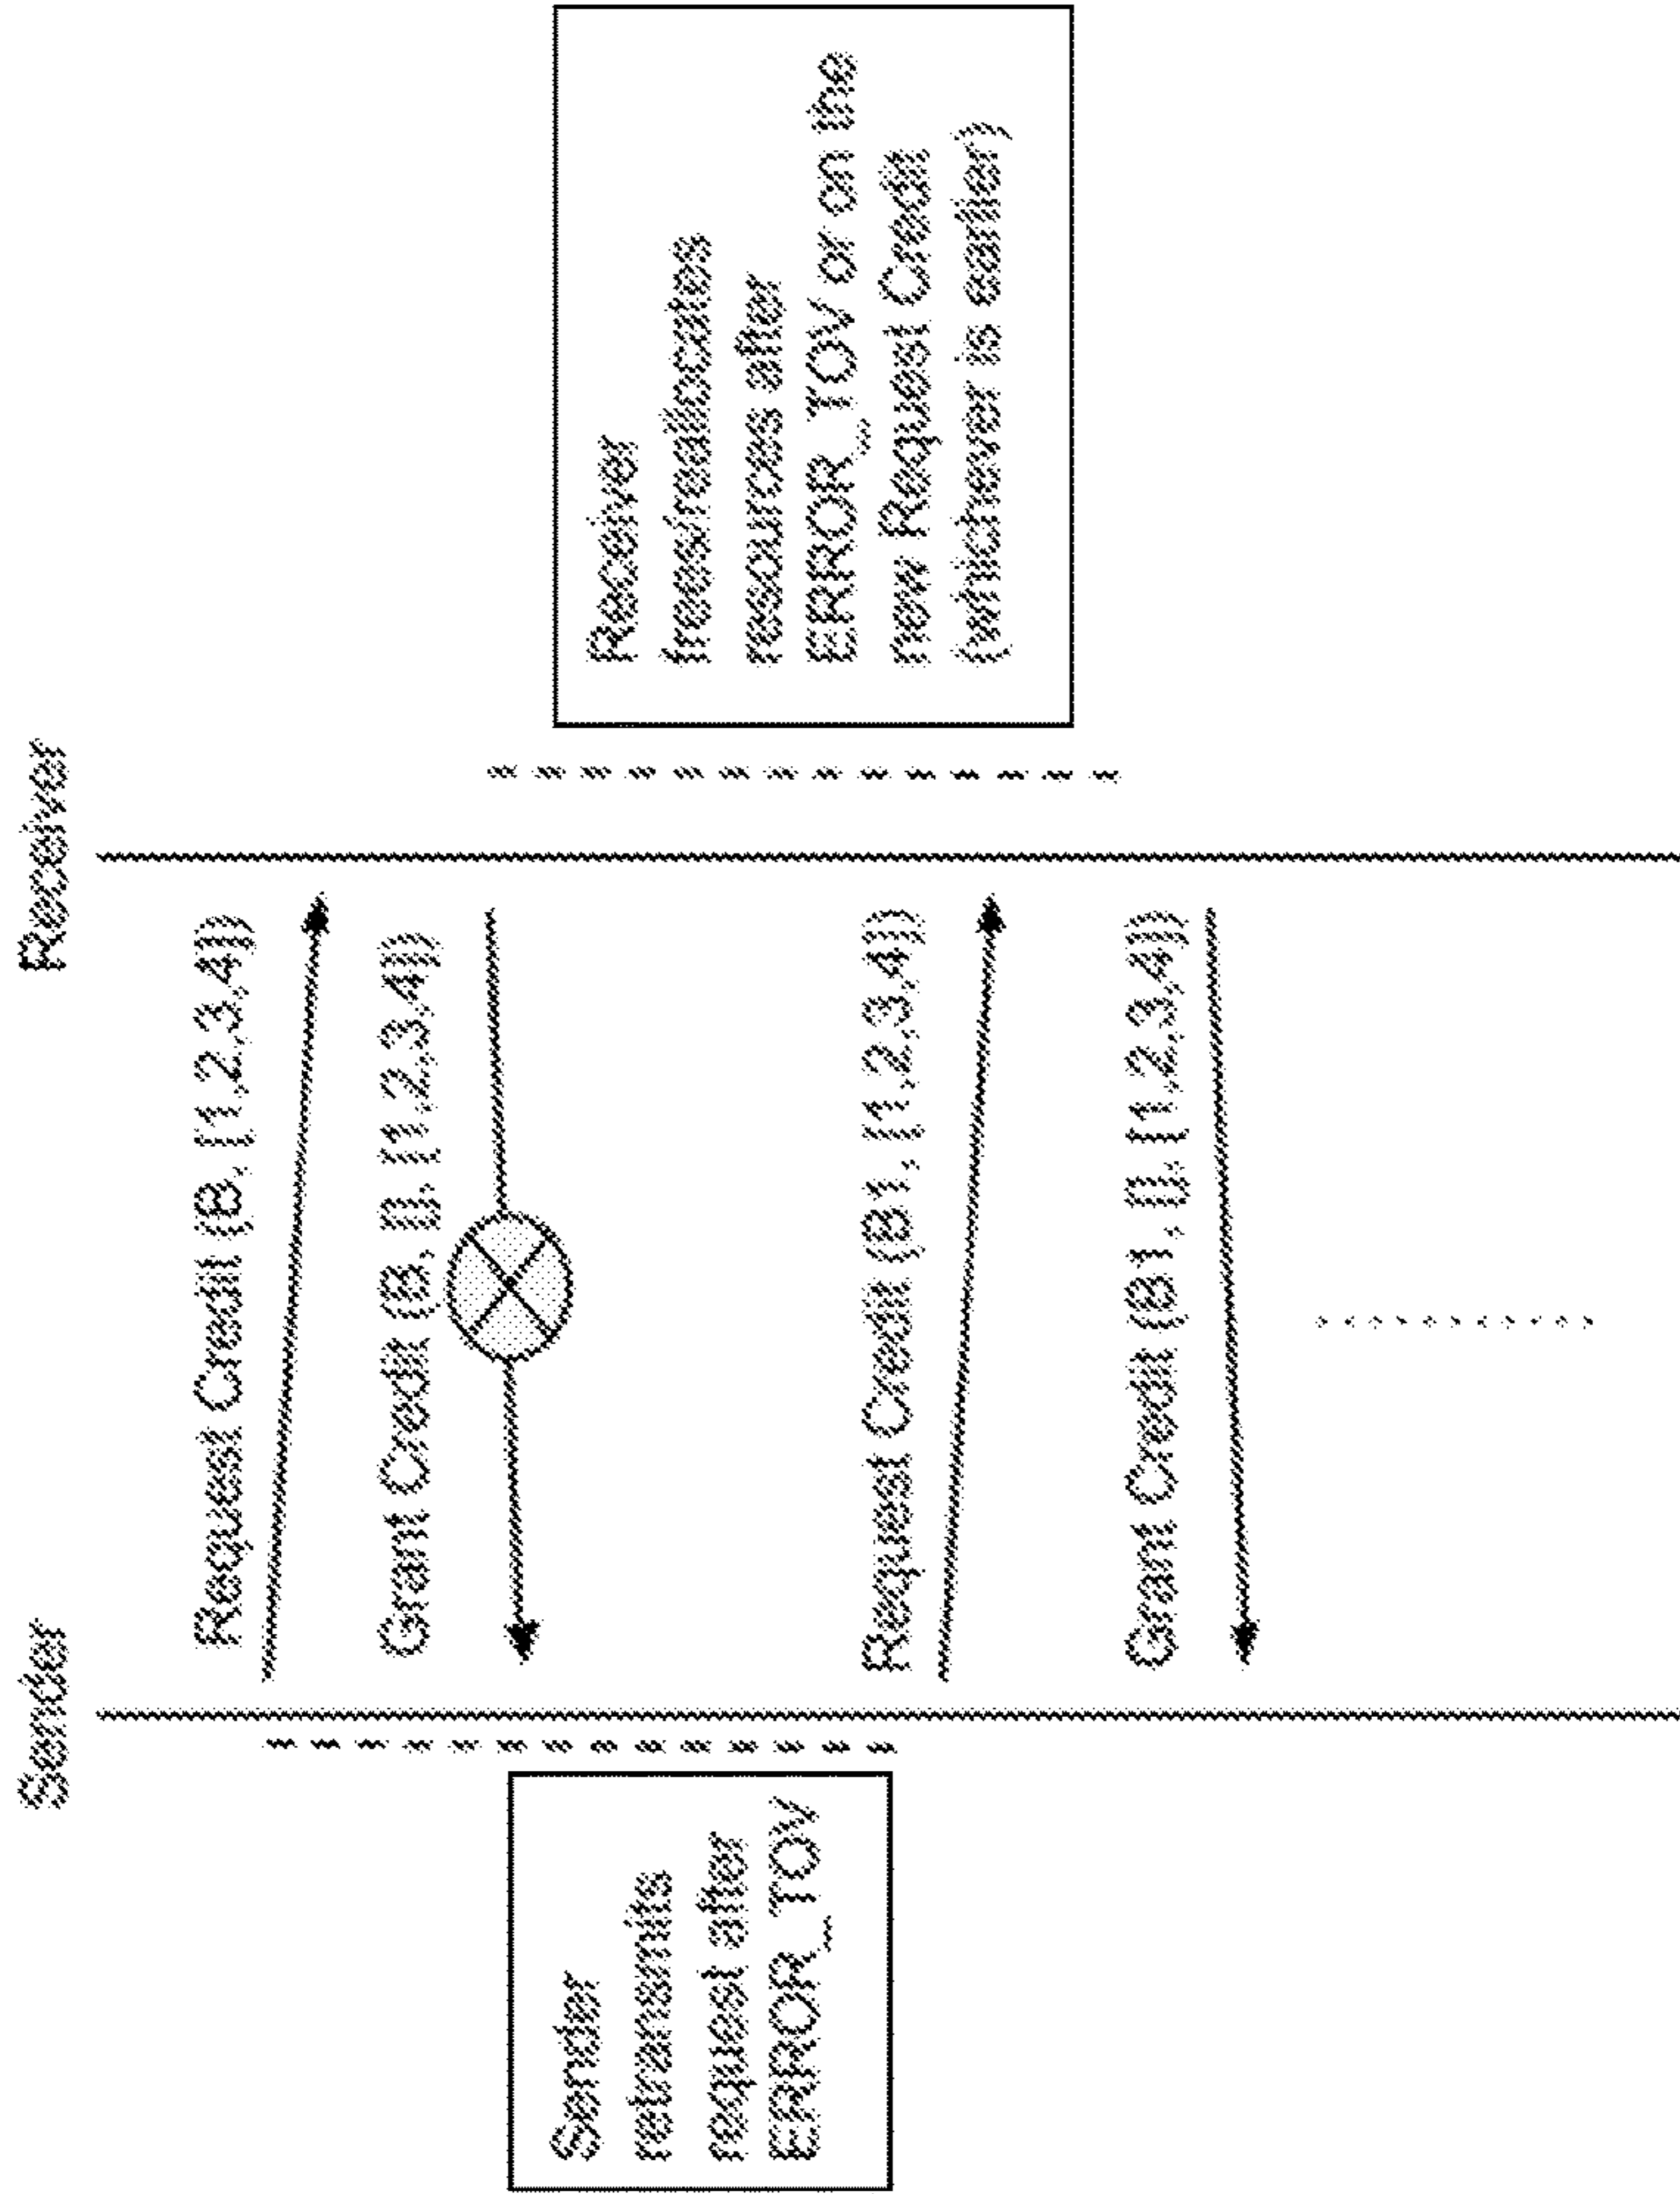 Sender
Receiver
Request Credit (B, [1,2,3,4])
Grant Credit (B, [], [1,2,3,4])
Sender
retransmits
request after
ERROR_TOV
Receiver
frees/reallocates
resources after
ERROR_TOV or on the
new Request Credit
(whichever is earlier)
Request Credit (B1, [1,2,3,4])
Grant Credit (B1, [], [1,2,3,4])